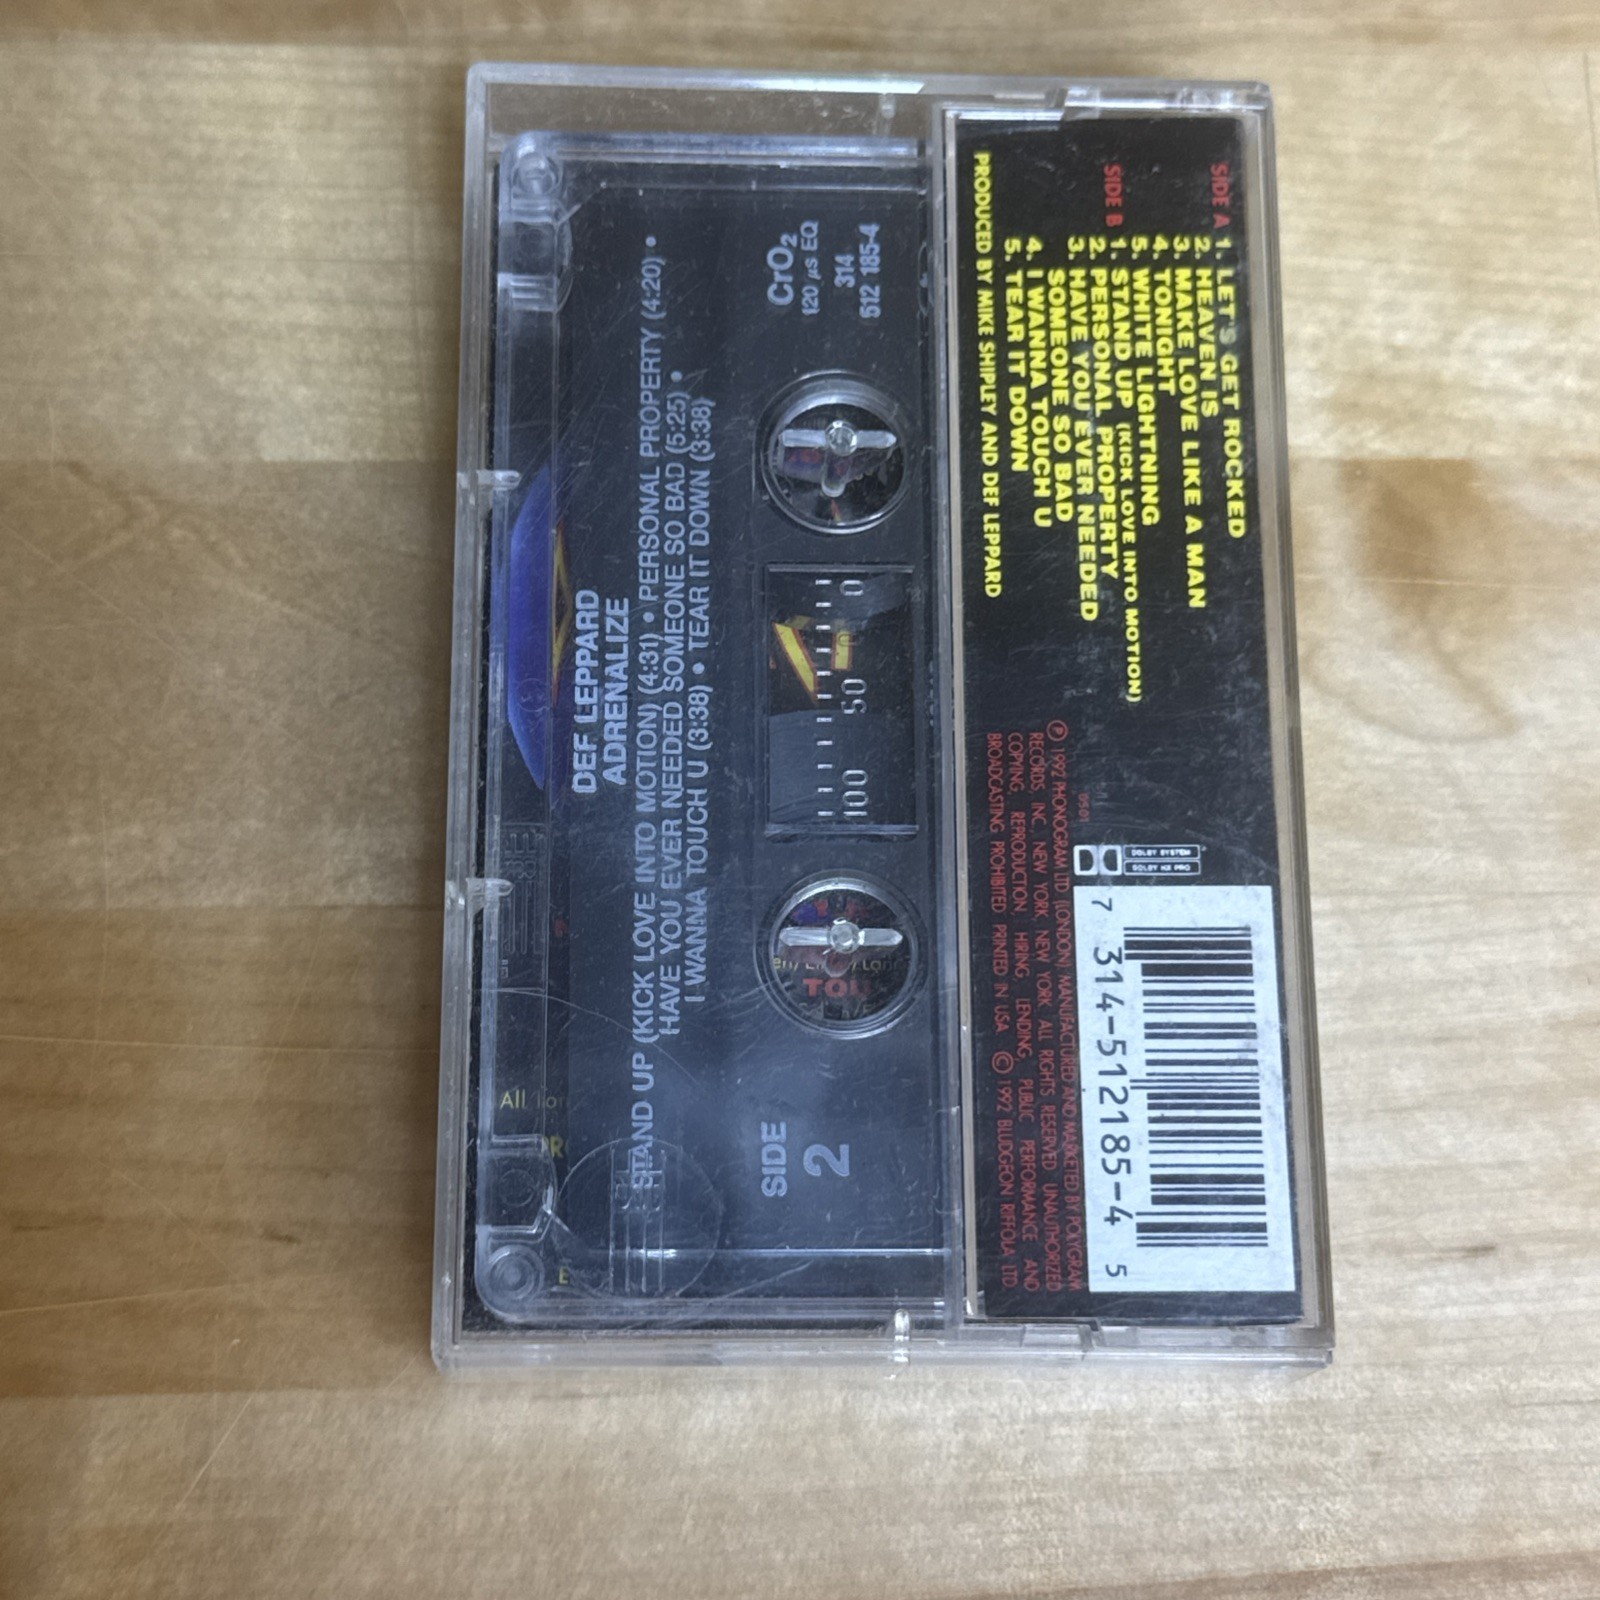 SIDE A 1. LET'S GET ROCKED
2. HEAVEN IS
3. MAKE LOVE LIKE A MAN
4. TONIGHT
5. WHITE LIGHTNING
SIDE B 1. STAND UP (KICK LOVE INTO MOTION)
2. PERSONAL PROPERTY
3. HAVE YOU EVER NEEDED
SOMEONE SO BAD
4. I WANNA TOUCH U
5. TEAR IT DOWN
PRODUCED BY MIKE SHIPLEY AND DEF LEPPARD
DOLBY SYSTEM
DOLBY HX PRO
0501
7 314-512185-4 5
℗ 1992 PHONOGRAM LTD. (LONDON) MANUFACTURED AND MARKETED BY POLYGRAM
RECORDS, INC., NEW YORK, NEW YORK. ALL RIGHTS RESERVED. UNAUTHORIZED
COPYING, REPRODUCTION, HIRING, LENDING, PUBLIC PERFORMANCE AND
BROADCASTING PROHIBITED. PRINTED IN USA. © 1992 BLUDGEON RIFFOLA LTD
DEF LEPPARD
ADRENALIZE
STAND UP (KICK LOVE INTO MOTION) (4:31) • PERSONAL PROPERTY (4:20) •
HAVE YOU EVER NEEDED SOMEONE SO BAD (5:25) •
I WANNA TOUCH U (3:38) • TEAR IT DOWN (3:38)
SIDE
2
100 50 0
CrO2
120 µs EQ
314
512 185-4
All
TOU